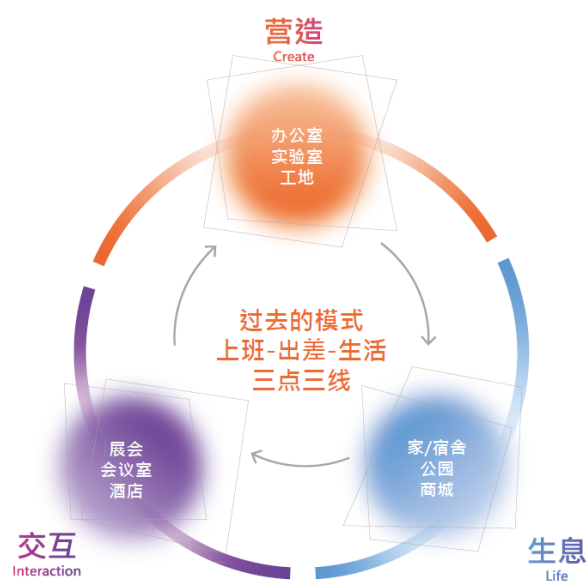 营造
Create
办公室
实验室
工地
过去的模式
上班-出差-生活
三点三线
展会
会议室
酒店
家/宿舍
公园
商城
交互
Interaction
生息
Life